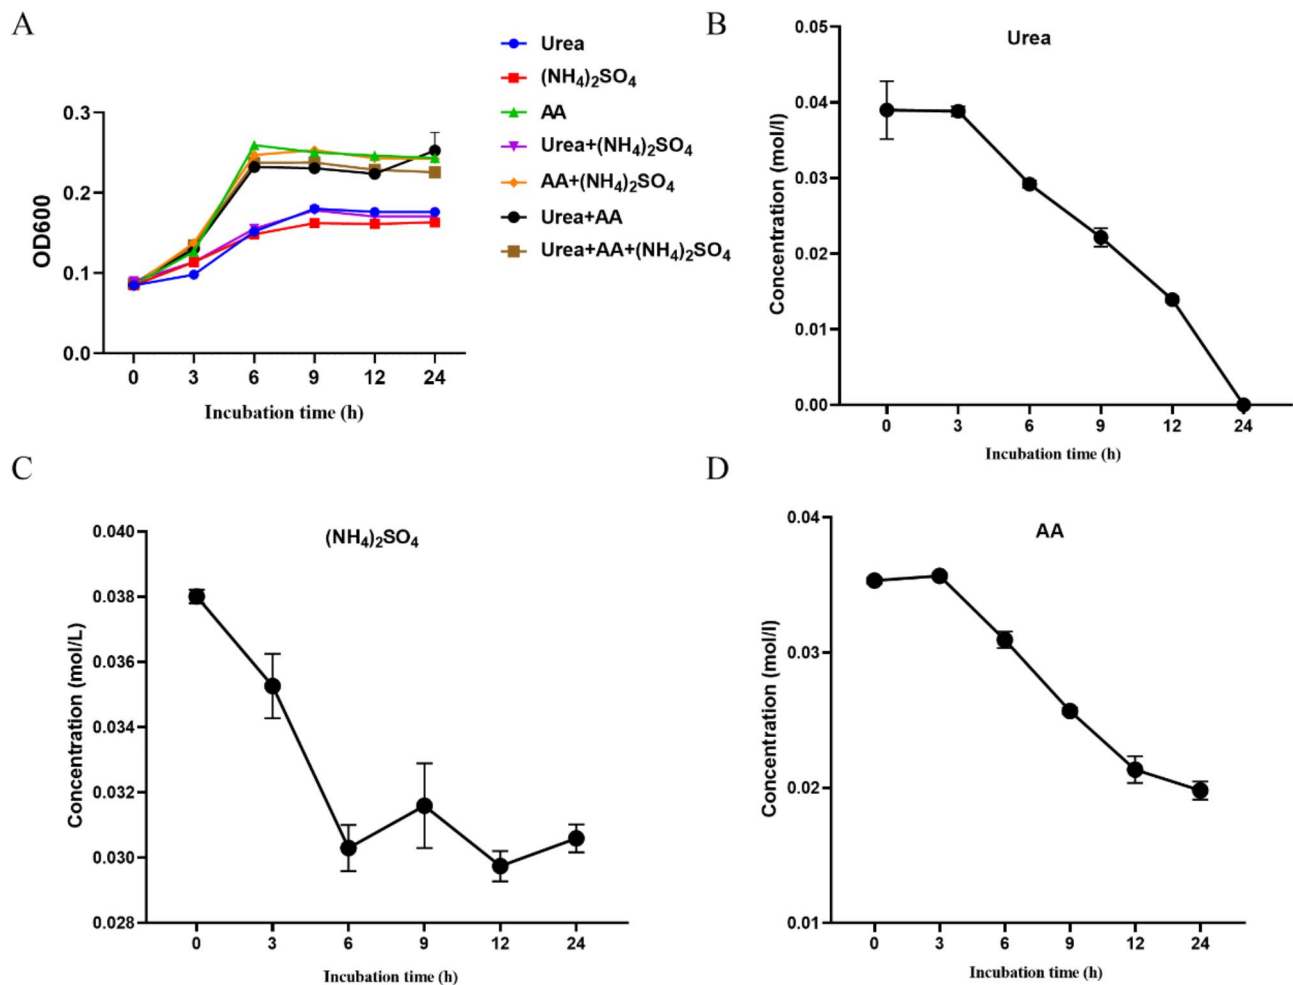 A
Urea
(NH₄)₂SO₄
AA
Urea+(NH₄)₂SO₄
AA+(NH₄)₂SO₄
Urea+AA
Urea+AA+(NH₄)₂SO₄
OD600
0.3
0.2
0.1
0.0
0 3 6 9 12 24
Incubation time (h)
B
Urea
Concentration (mol/l)
0.05
0.04
0.03
0.02
0.01
0.00
0 3 6 9 12 24
Incubation time (h)
C
(NH₄)₂SO₄
Concentration (mol/L)
0.040
0.038
0.036
0.034
0.032
0.030
0.028
0 3 6 9 12 24
Incubation time (h)
D
AA
Concentration (mol/l)
0.04
0.03
0.02
0.01
0 3 6 9 12 24
Incubation time (h)